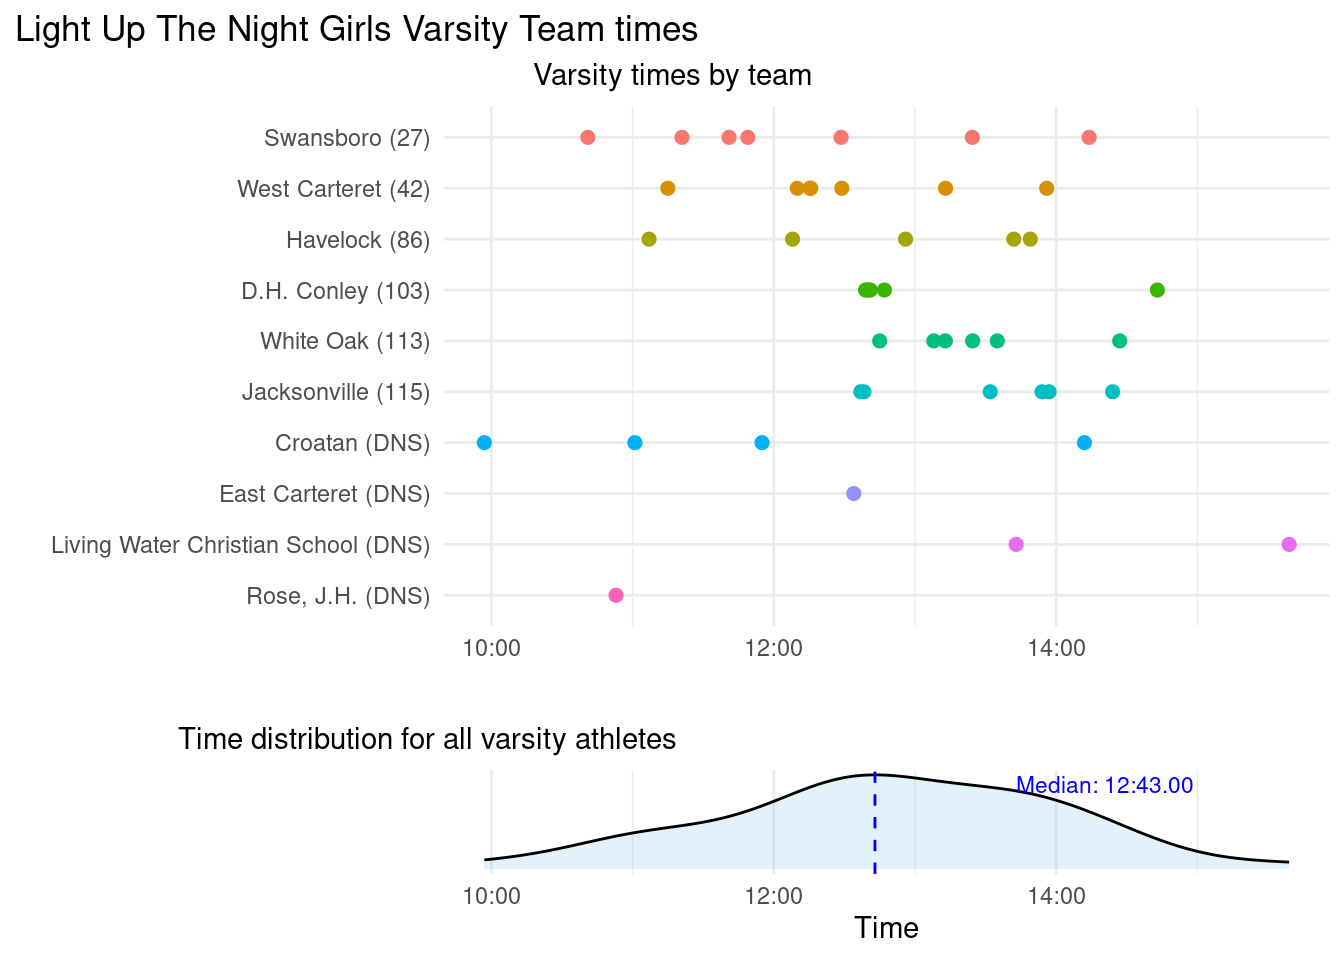 Light Up The Night Girls Varsity Team times
Varsity times by team
Swansboro (27)
West Carteret (42)
Havelock (86)
D.H. Conley (103)
White Oak (113)
Jacksonville (115)
Croatan (DNS)
East Carteret (DNS)
Living Water Christian School (DNS)
Rose, J.H. (DNS)
10:00 12:00 14:00
Time distribution for all varsity athletes
Median: 12:43.00
10:00 12:00 14:00
Time